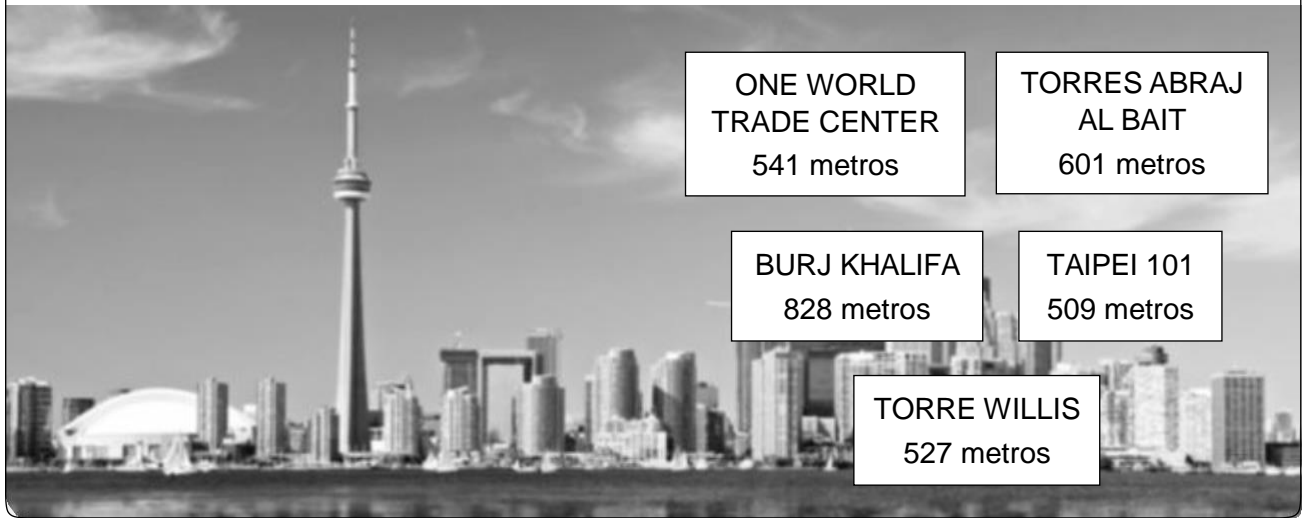 ONE WORLD
TRADE CENTER
541 metros
TORRES ABRAJ
AL BAIT
601 metros
BURJ KHALIFA
828 metros
TAIPEI 101
509 metros
TORRE WILLIS
527 metros